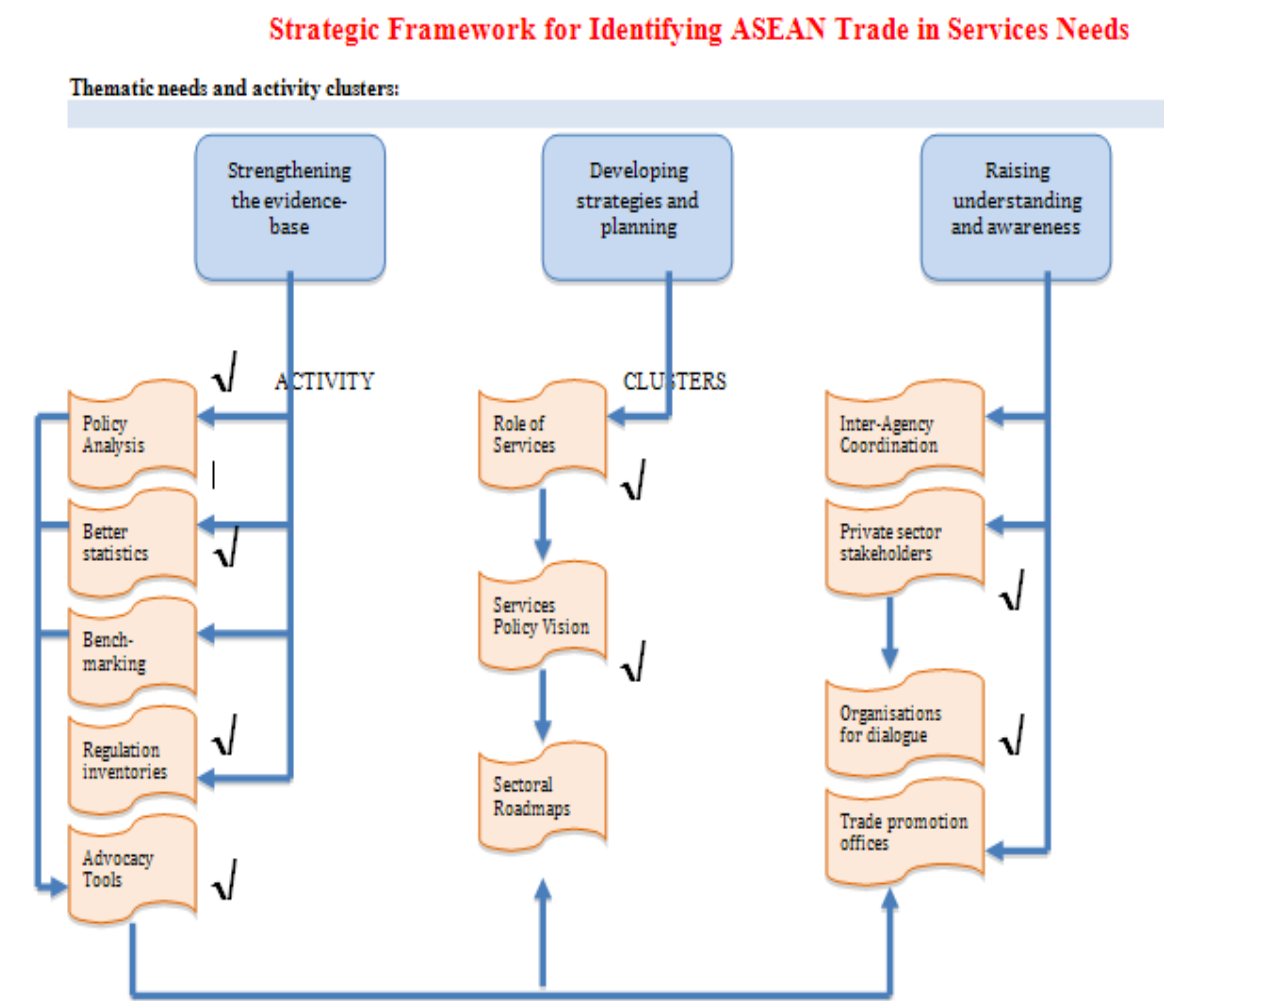 Strategic Framework for Identifying ASEAN Trade in Services Needs
Thematic needs and activity clusters:
Strengthening
the evidence-
base
Developing
strategies and
planning
Raising
understanding
and awareness
√
ACTIVITY
CLUSTERS
Policy
Analysis
Role of
Services
√
Inter-Agency
Coordination
Better
statistics
√
Private sector
stakeholders
√
Services
Policy Vision
√
Bench-
marking
Regulation
inventories
√
Organisations
for dialogue
√
Sectoral
Roadmaps
Trade promotion
offices
Advocacy
Tools
√